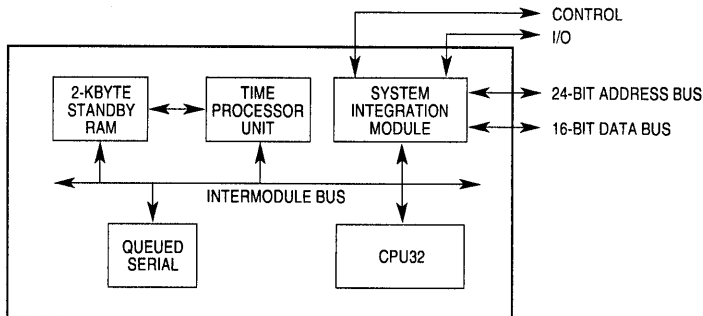 CONTROL
I/O
2-KBYTE
STANDBY
RAM
TIME
PROCESSOR
UNIT
SYSTEM
INTEGRATION
MODULE
24-BIT ADDRESS BUS
16-BIT DATA BUS
INTERMODULE BUS
QUEUED
SERIAL
CPU32